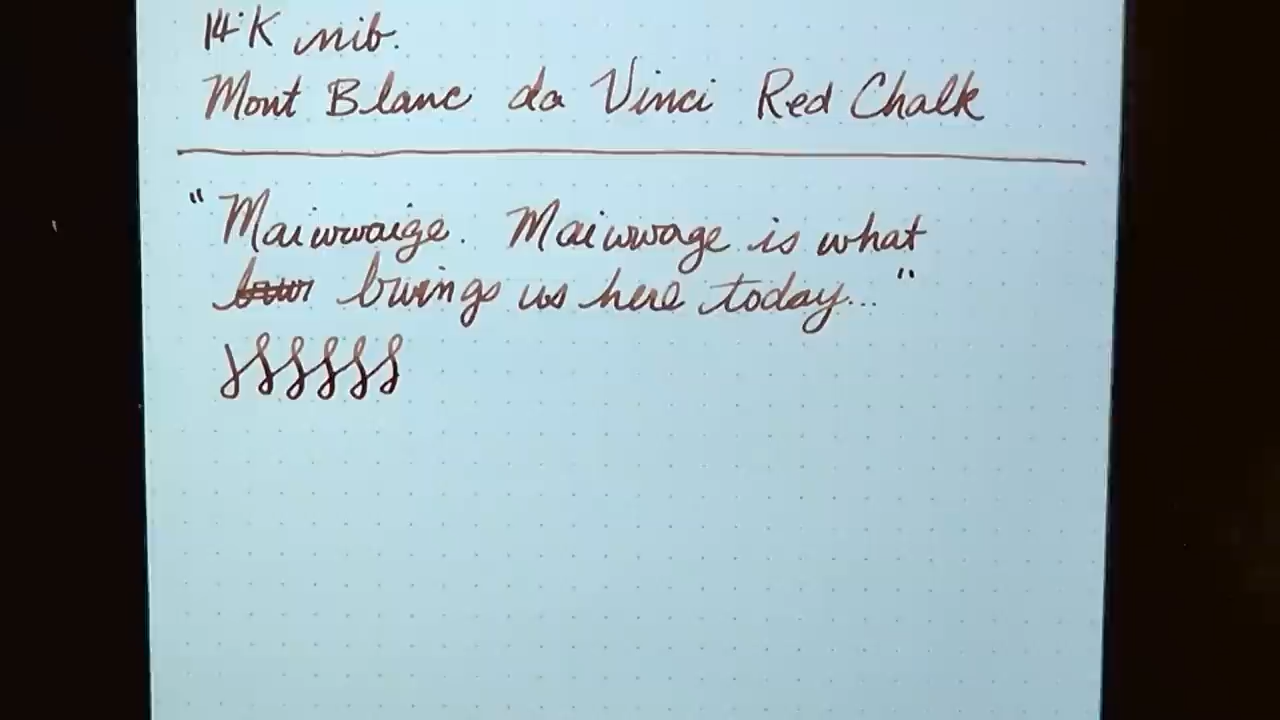 14K nib.
Mont Blanc da Vinci Red Chalk
"Maiwwaige. Maiwwage is what
bwings us here today..."